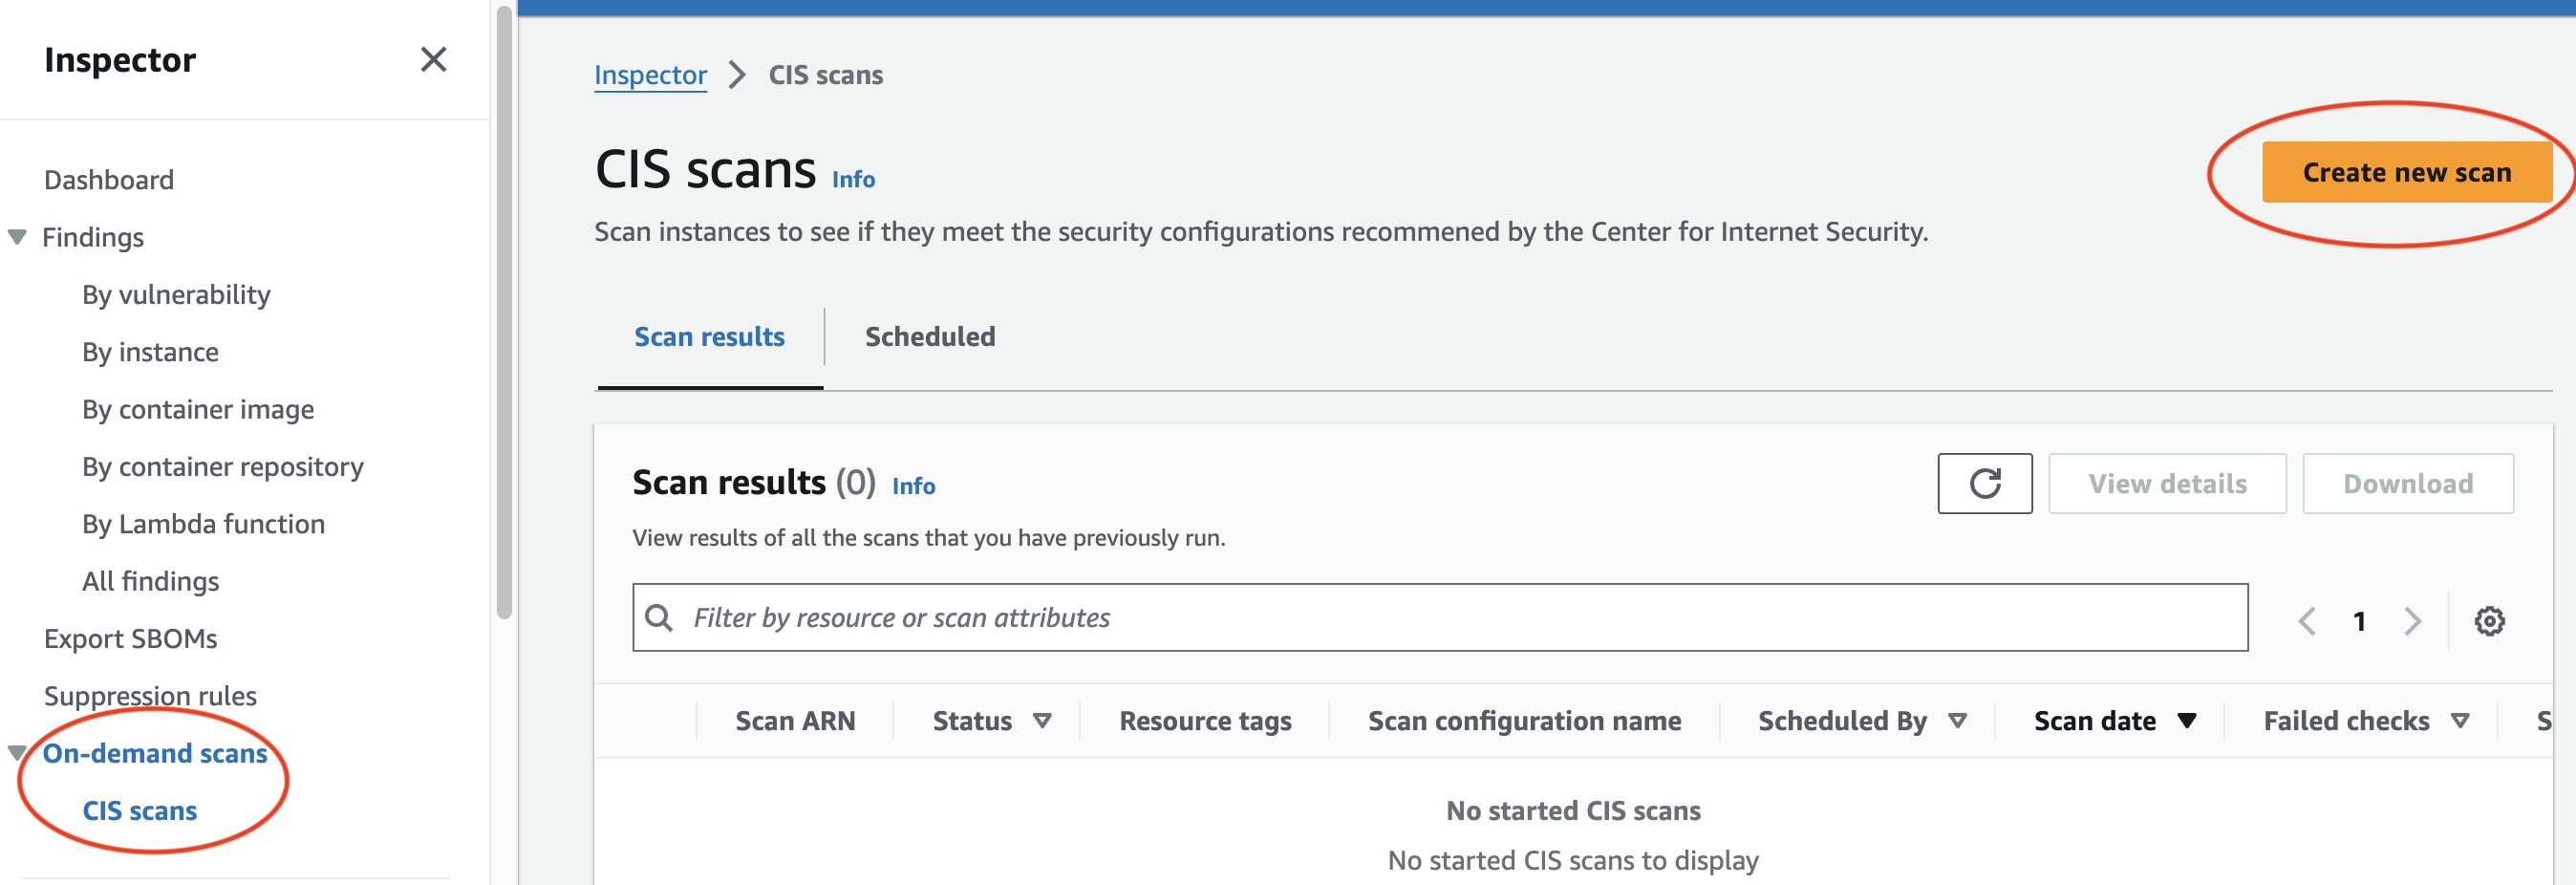 Inspector
Dashboard
Findings
By vulnerability
By instance
By container image
By container repository
By Lambda function
All findings
Export SBOMs
Suppression rules
On-demand scans
CIS scans
Inspector CIS scans
CIS scans Info
Create new scan
Scan instances to see if they meet the security configurations recommened by the Center for Internet Security.
Scan results Scheduled
Scan results (0) Info
View details Download
View results of all the scans that you have previously run.
Filter by resource or scan attributes
1
Scan ARN Status Resource tags Scan configuration name Scheduled By Scan date Failed checks S
No started CIS scans
No started CIS scans to display